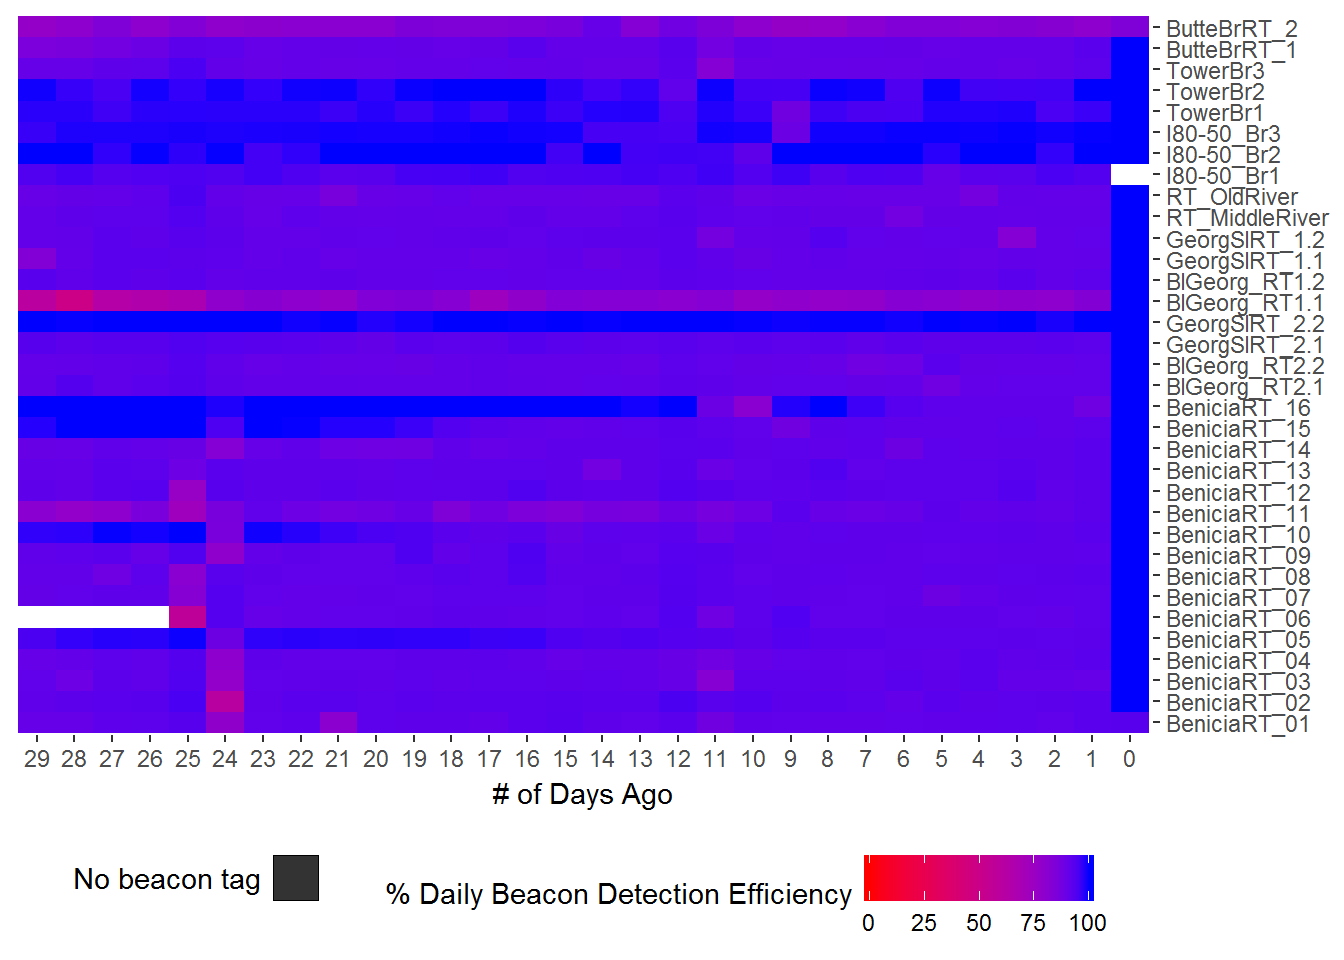 ButteBrRT_2
ButteBrRT_1
TowerBr3
TowerBr2
TowerBr1
I80-50_Br3
I80-50_Br2
I80-50_Br1
RT_OldRiver
RT_MiddleRiver
GeorgSlRT_1.2
GeorgSlRT_1.1
BlGeorg_RT1.2
BlGeorg_RT1.1
GeorgSlRT_2.2
GeorgSlRT_2.1
BlGeorg_RT2.2
BlGeorg_RT2.1
BeniciaRT_16
BeniciaRT_15
BeniciaRT_14
BeniciaRT_13
BeniciaRT_12
BeniciaRT_11
BeniciaRT_10
BeniciaRT_09
BeniciaRT_08
BeniciaRT_07
BeniciaRT_06
BeniciaRT_05
BeniciaRT_04
BeniciaRT_03
BeniciaRT_02
BeniciaRT_01
29 28 27 26 25 24 23 22 21 20 19 18 17 16 15 14 13 12 11 10 9 8 7 6 5 4 3 2 1 0
# of Days Ago
No beacon tag
% Daily Beacon Detection Efficiency
0 25 50 75 100